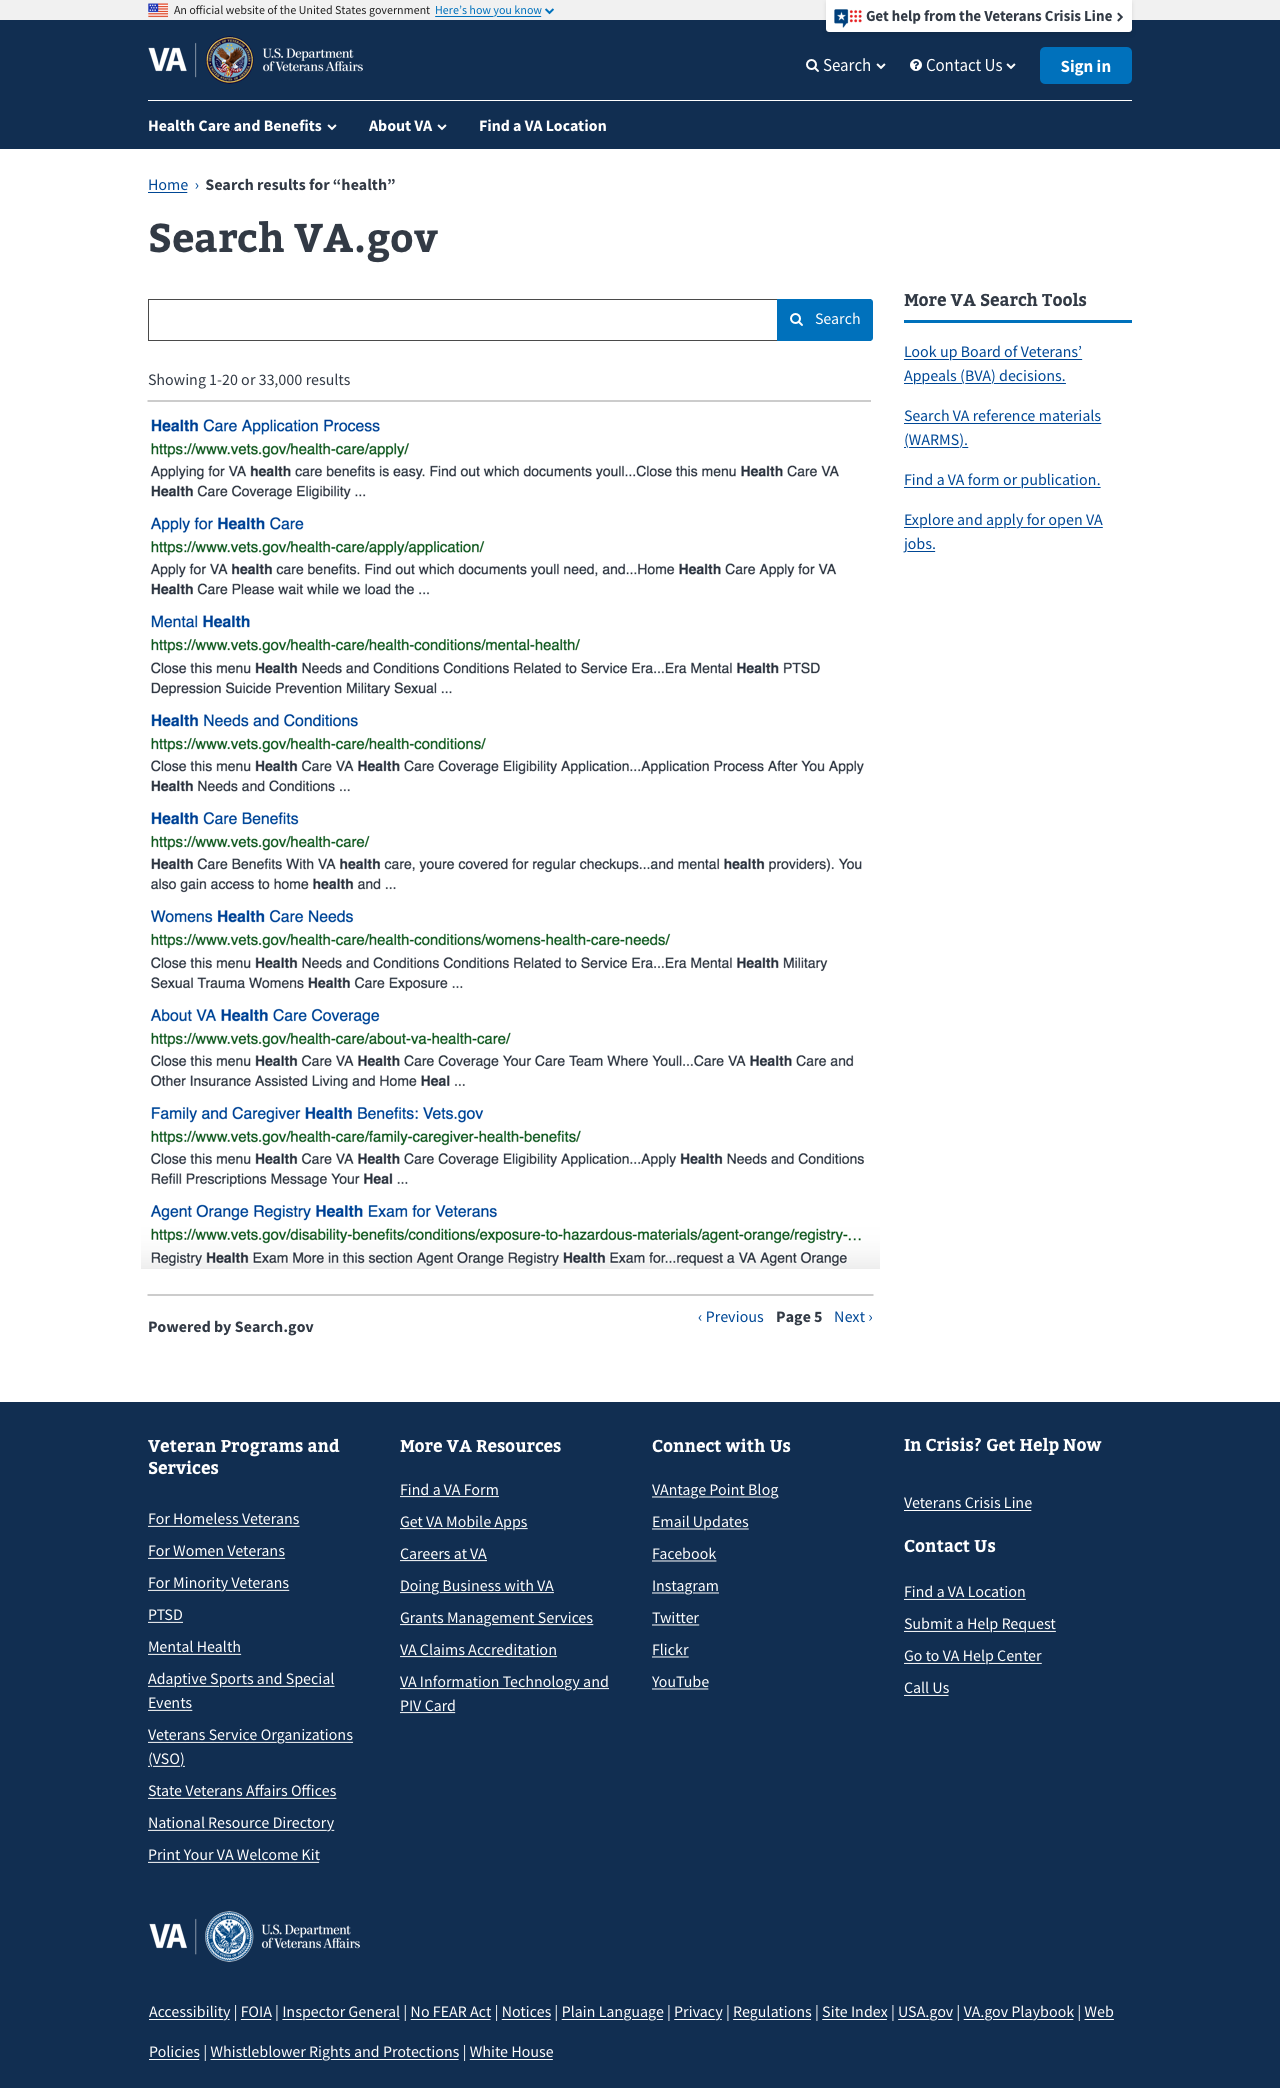 An official website of the United States government Here's how you know
Get help from the Veterans Crisis Line
VA
U.S. Department
of Veterans Affairs
Search
Contact Us
Sign in
Health Care and Benefits
About VA
Find a VA Location
Home › Search results for “health”
Search VA.gov
Search
Showing 1-20 or 33,000 results
Health Care Application Process
https://www.vets.gov/health-care/apply/
Applying for VA health care benefits is easy. Find out which documents youll...Close this menu Health Care VA
Health Care Coverage Eligibility ...
Apply for Health Care
https://www.vets.gov/health-care/apply/application/
Apply for VA health care benefits. Find out which documents youll need, and...Home Health Care Apply for VA
Health Care Please wait while we load the ...
Mental Health
https://www.vets.gov/health-care/health-conditions/mental-health/
Close this menu Health Needs and Conditions Conditions Related to Service Era...Era Mental Health PTSD
Depression Suicide Prevention Military Sexual ...
Health Needs and Conditions
https://www.vets.gov/health-care/health-conditions/
Close this menu Health Care VA Health Care Coverage Eligibility Application...Application Process After You Apply
Health Needs and Conditions ...
Health Care Benefits
https://www.vets.gov/health-care/
Health Care Benefits With VA health care, youre covered for regular checkups...and mental health providers). You
also gain access to home health and ...
Womens Health Care Needs
https://www.vets.gov/health-care/health-conditions/womens-health-care-needs/
Close this menu Health Needs and Conditions Conditions Related to Service Era...Era Mental Health Military
Sexual Trauma Womens Health Care Exposure ...
About VA Health Care Coverage
https://www.vets.gov/health-care/about-va-health-care/
Close this menu Health Care VA Health Care Coverage Your Care Team Where Youll...Care VA Health Care and
Other Insurance Assisted Living and Home Heal ...
Family and Caregiver Health Benefits: Vets.gov
https://www.vets.gov/health-care/family-caregiver-health-benefits/
Close this menu Health Care VA Health Care Coverage Eligibility Application...Apply Health Needs and Conditions
Refill Prescriptions Message Your Heal ...
Agent Orange Registry Health Exam for Veterans
https://www.vets.gov/disability-benefits/conditions/exposure-to-hazardous-materials/agent-orange/registry-...
Registry Health Exam More in this section Agent Orange Registry Health Exam for...request a VA Agent Orange
Powered by Search.gov
‹ Previous Page 5 Next ›
More VA Search Tools
Look up Board of Veterans’
Appeals (BVA) decisions.
Search VA reference materials
(WARMS).
Find a VA form or publication.
Explore and apply for open VA
jobs.
Veteran Programs and
Services
For Homeless Veterans
For Women Veterans
For Minority Veterans
PTSD
Mental Health
Adaptive Sports and Special
Events
Veterans Service Organizations
(VSO)
State Veterans Affairs Offices
National Resource Directory
Print Your VA Welcome Kit
More VA Resources
Find a VA Form
Get VA Mobile Apps
Careers at VA
Doing Business with VA
Grants Management Services
VA Claims Accreditation
VA Information Technology and
PIV Card
Connect with Us
VAntage Point Blog
Email Updates
Facebook
Instagram
Twitter
Flickr
YouTube
In Crisis? Get Help Now
Veterans Crisis Line
Contact Us
Find a VA Location
Submit a Help Request
Go to VA Help Center
Call Us
VA
U.S. Department
of Veterans Affairs
Accessibility | FOIA | Inspector General | No FEAR Act | Notices | Plain Language | Privacy | Regulations | Site Index | USA.gov | VA.gov Playbook | Web
Policies | Whistleblower Rights and Protections | White House